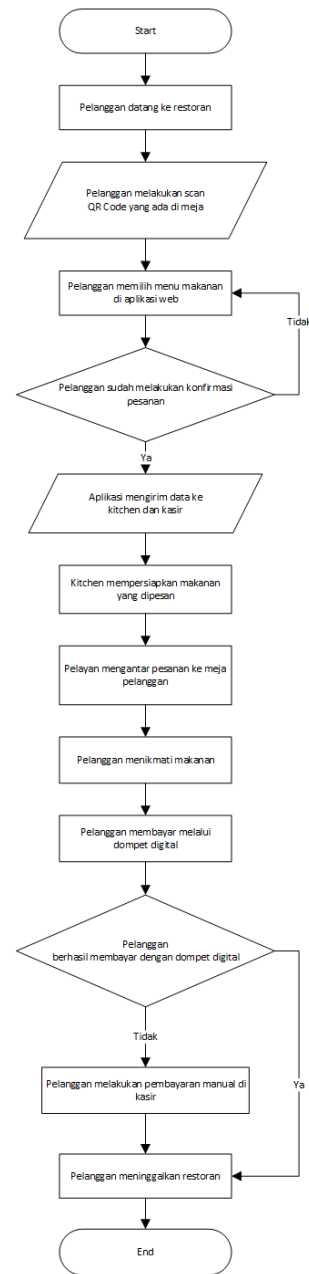 Start
Pelanggan datang ke restoran
Pelanggan melakukan scan
QR Code yang ada di meja
Pelanggan memilih menu makanan
di aplikasi web
Tidak
Pelanggan sudah melakukan konfirmasi
pesanan
Ya
Aplikasi mengirim data ke
kitchen dan kasir
Kitchen mempersiapkan makanan
yang dipesan
Pelayan mengantar pesanan ke meja
pelanggan
Pelanggan menikmati makanan
Pelanggan membayar melalui
dompet digital
Pelanggan
berhasil membayar dengan dompet digital
Tidak
Pelanggan melakukan pembayaran manual di
kasir
Ya
Pelanggan meninggalkan restoran
End